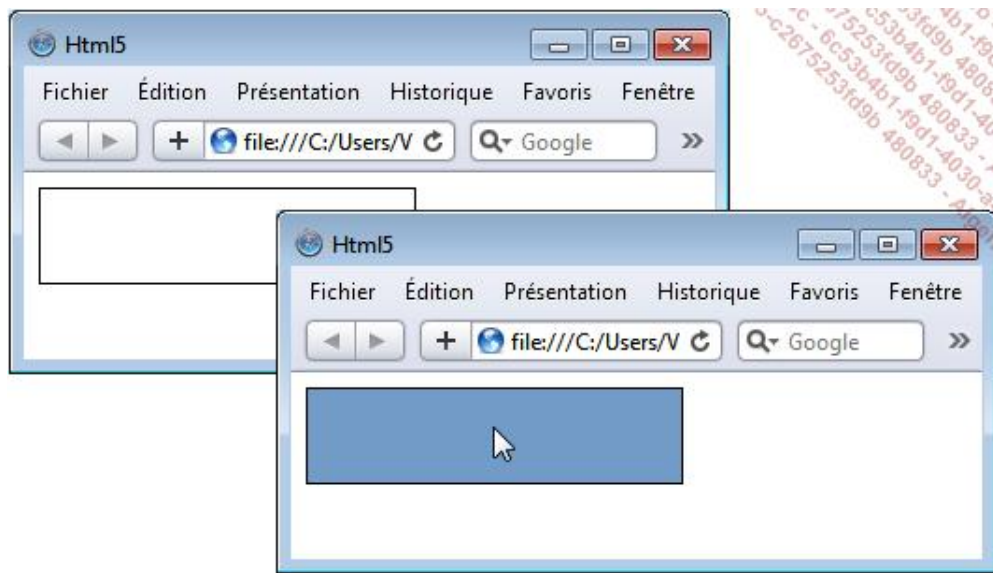 Html5
Fichier Édition Présentation Historique Favoris Fenêtre
file:///C:/Users/V Google
Html5
Fichier Édition Présentation Historique Favoris Fenêtre
file:///C:/Users/V Google